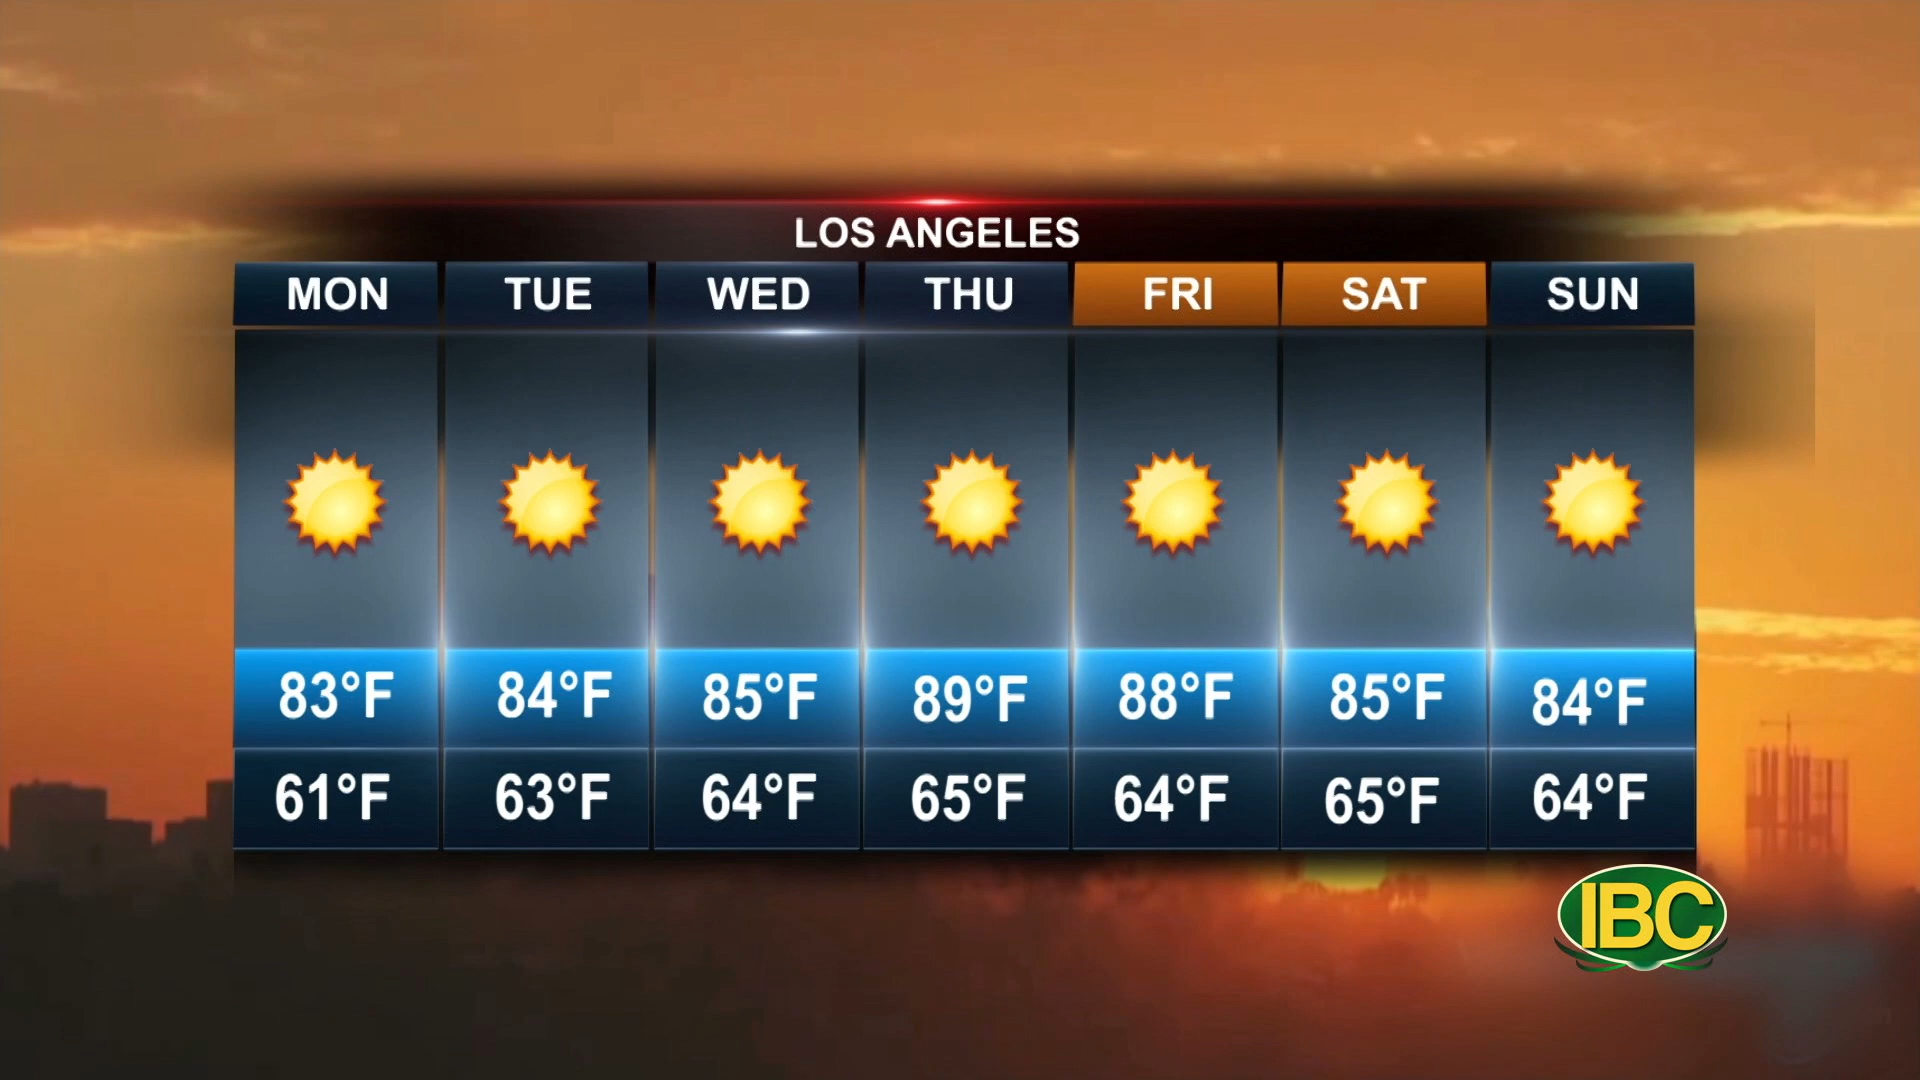 LOS ANGELES
MON TUE WED THU FRI SAT SUN
83°F 84°F 85°F 89°F 88°F 85°F 84°F
61°F 63°F 64°F 65°F 64°F 65°F 64°F
IBC